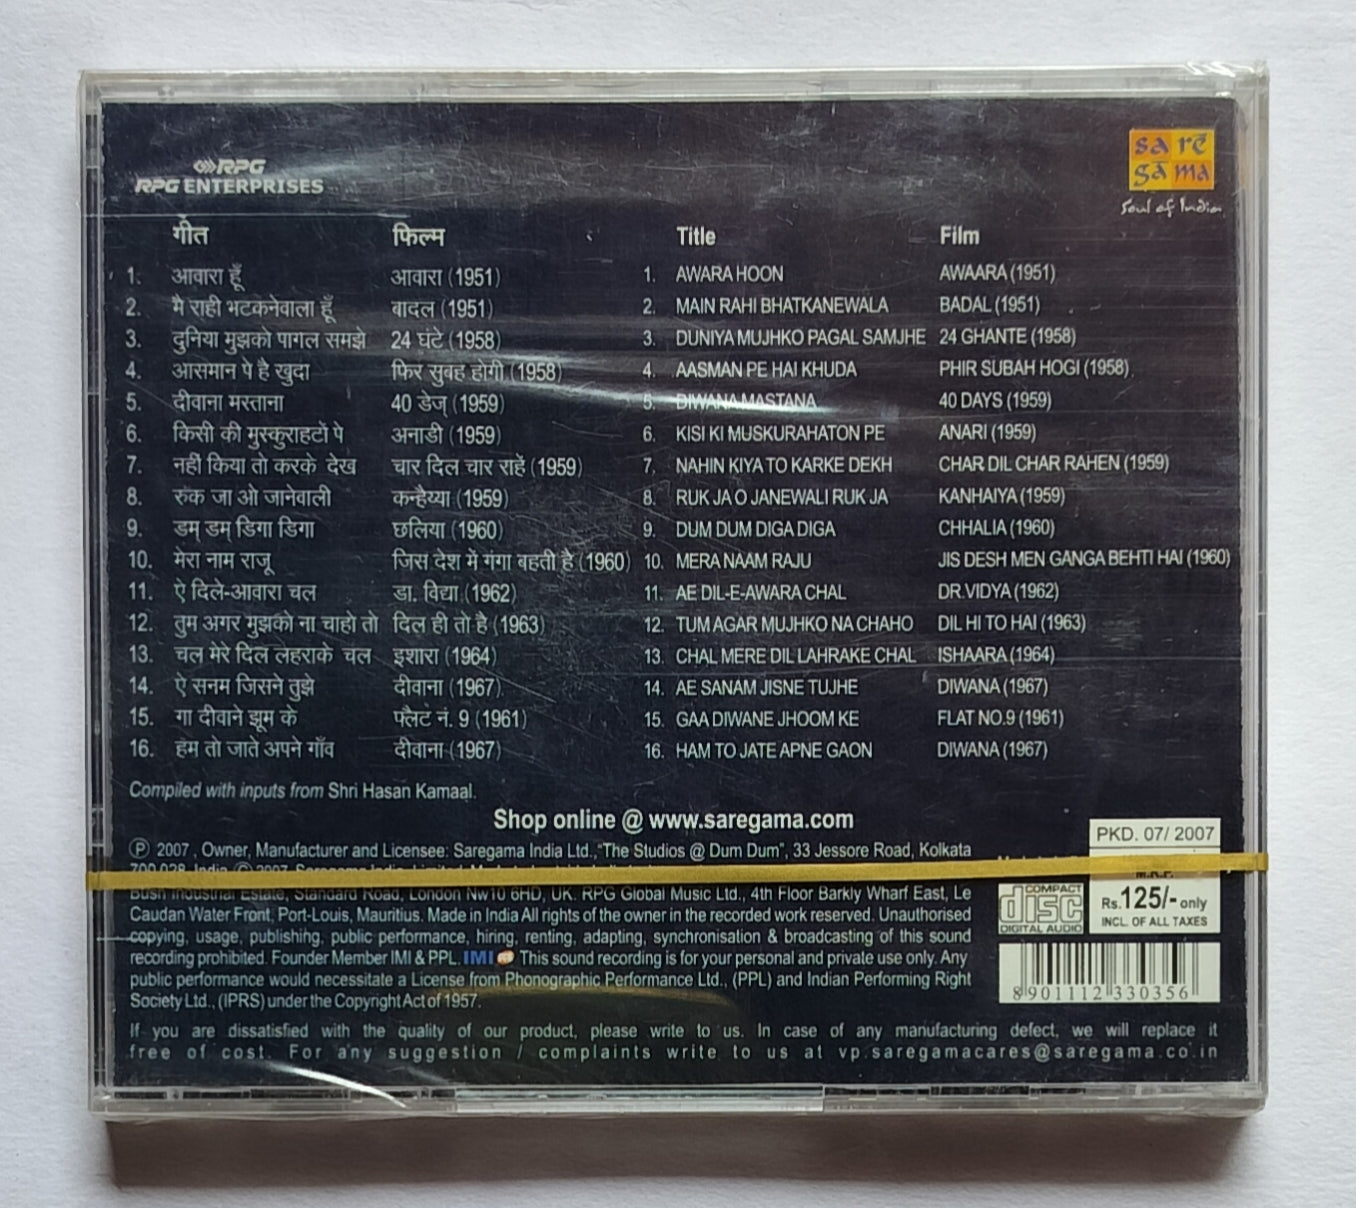 RPG
RPG ENTERPRISES
sa rē
gā ma
Soul of India
गीत फिल्म Title Film
1. आवारा हूँ आवारा (1951) 1. AWARA HOON AWAARA (1951)
2. मै राही भटकनेवाला हूँ बादल (1951) 2. MAIN RAHI BHATKANEWALA BADAL (1951)
3. दुनिया मुझको पागल समझे 24 घंटे (1958) 3. DUNIYA MUJHKO PAGAL SAMJHE 24 GHANTE (1958)
4. आसमान पे है खुदा फिर सुबह होगी (1958) 4. AASMAN PE HAI KHUDA PHIR SUBAH HOGI (1958)
5. दीवाना मस्ताना 40 डेज् (1959) 5. DIWANA MASTANA 40 DAYS (1959)
6. किसी की मुस्कुराहटों पे अनाडी (1959) 6. KISI KI MUSKURAHATON PE ANARI (1959)
7. नहीं किया तो करके देख चार दिल चार राहें (1959) 7. NAHIN KIYA TO KARKE DEKH CHAR DIL CHAR RAHEN (1959)
8. रुक जा ओ जानेवाली कन्हैय्या (1959) 8. RUK JA O JANEWALI RUK JA KANHAIYA (1959)
9. डम् डम् डिगा डिगा छलिया (1960) 9. DUM DUM DIGA DIGA CHHALIA (1960)
10. मेरा नाम राजू जिस देश में गंगा बहती है (1960) 10. MERA NAAM RAJU JIS DESH MEN GANGA BEHTI HAI (1960)
11. ऐ दिले-आवारा चल डा. विद्या (1962) 11. AE DIL-E-AWARA CHAL DR.VIDYA (1962)
12. तुम अगर मुझको ना चाहो तो दिल ही तो है (1963) 12. TUM AGAR MUJHKO NA CHAHO DIL HI TO HAI (1963)
13. चल मेरे दिल लहराके चल इशारा (1964) 13. CHAL MERE DIL LAHRAKE CHAL ISHAARA (1964)
14. ऐ सनम जिसने तुझे दीवाना (1967) 14. AE SANAM JISNE TUJHE DIWANA (1967)
15. गा दीवाने झूम के फ्लैट नं. 9 (1961) 15. GAA DIWANE JHOOM KE FLAT NO.9 (1961)
16. हम तो जाते अपने गाँव दीवाना (1967) 16. HAM TO JATE APNE GAON DIWANA (1967)
Compiled with inputs from Shri Hasan Kamaal.
Shop online @ www.saregama.com
Ⓟ 2007 , Owner, Manufacturer and Licensee: Saregama India Ltd.,"The Studios @ Dum Dum", 33 Jessore Road, Kolkata
Bush Industrial Estate, Standard Road, London Nw10 6HD, UK. RPG Global Music Ltd., 4th Floor Barkly Wharf East, Le
Caudan Water Front, Port-Louis, Mauritius. Made in India All rights of the owner in the recorded work reserved. Unauthorised
copying, usage, publishihg, public performance, hiring, renting, adapting, synchronisation & broadcasting of this sound
recording prohibited. Founder Member IMI & PPL. IMI This sound recording is for your personal and private use only. Any
public performance would necessitate a License from Phonographic Performance Ltd., (PPL) and Indian Performing Right
Society Ltd., (IPRS) under the Copyright Act of 1957.
PKD. 07/ 2007
M.R.P.
Rs.125/- only
INCL. OF ALL TAXES
COMPACT
disc
DIGITAL AUDIO
8 901112 330356
If you are dissatisfied with the quality of our product, please write to us. In case of any manufacturing defect, we will replace it
free of cost. For any suggestion / complaints write to us at vp.saregamacares@saregama.co.in